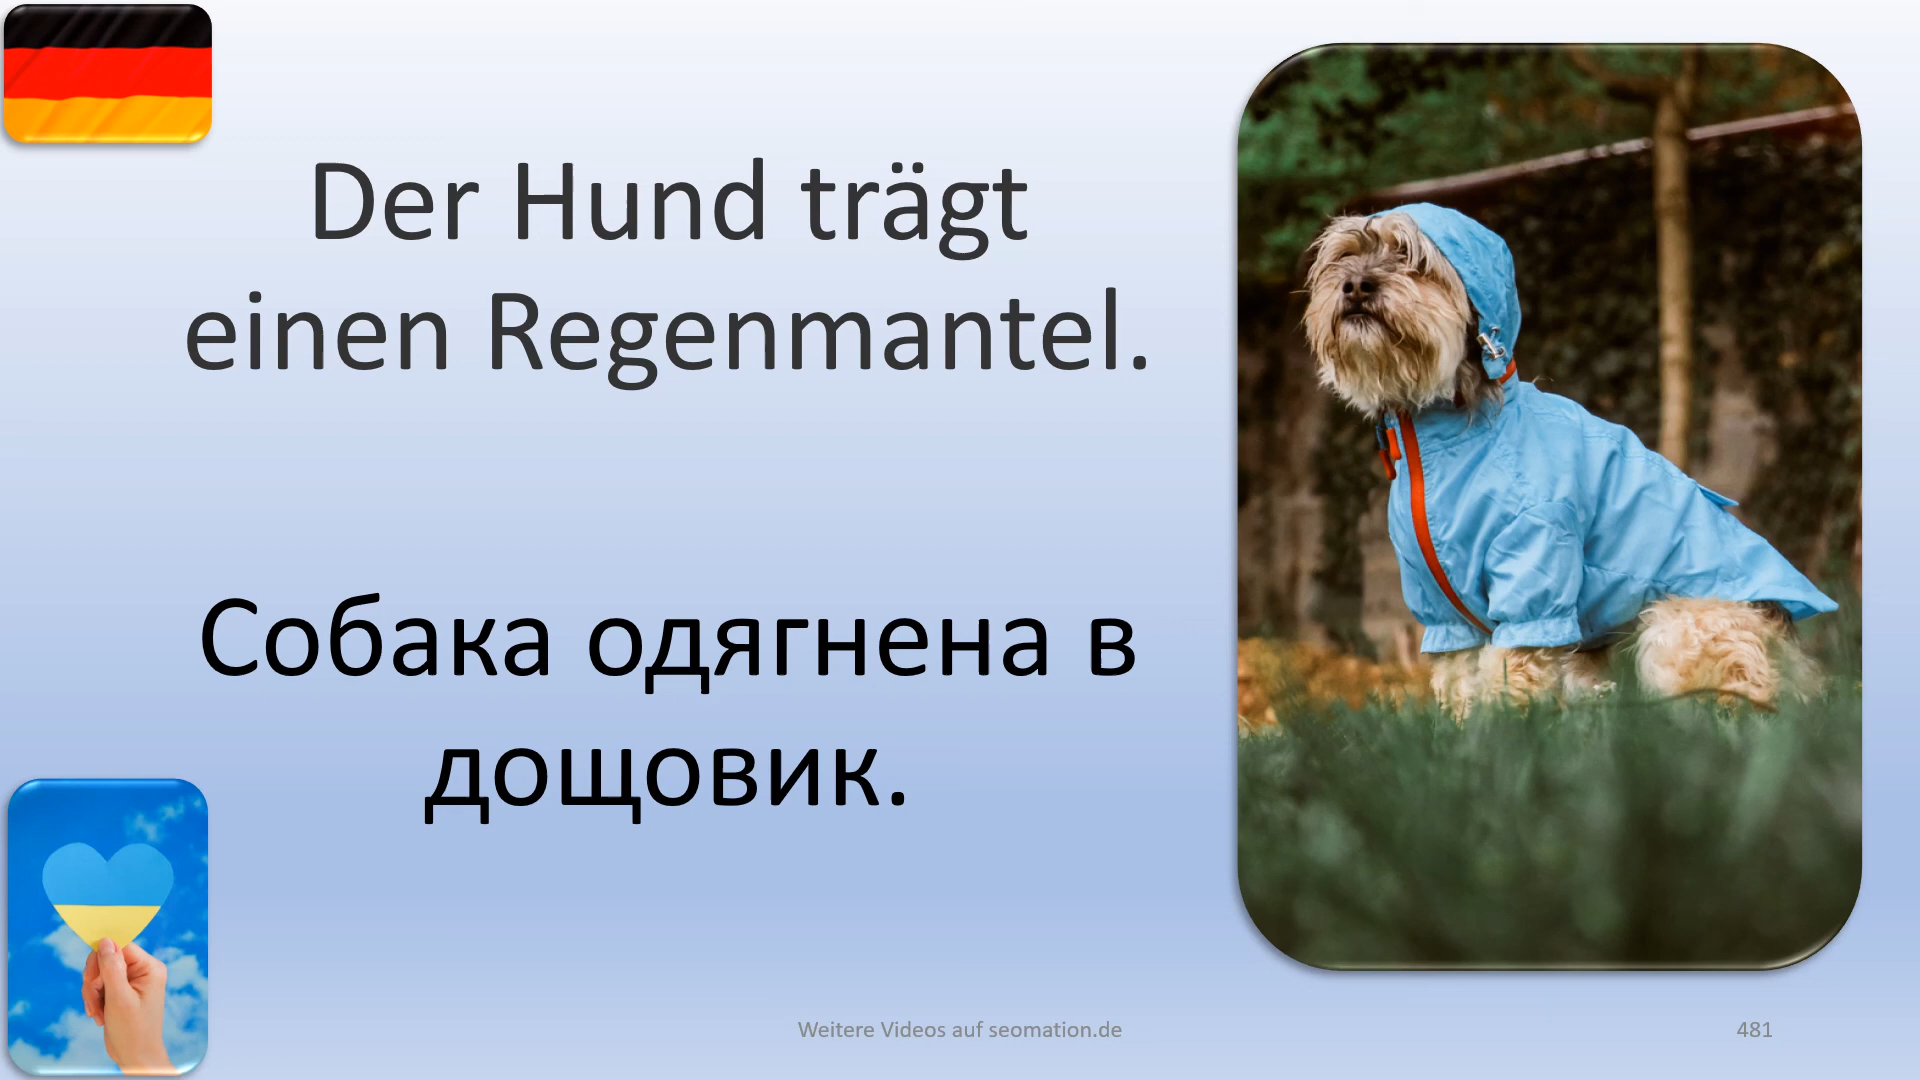 Der Hund trägt
einen Regenmantel.
Собака одягнена в
дощовик.
Weitere Videos auf seomation.de
481